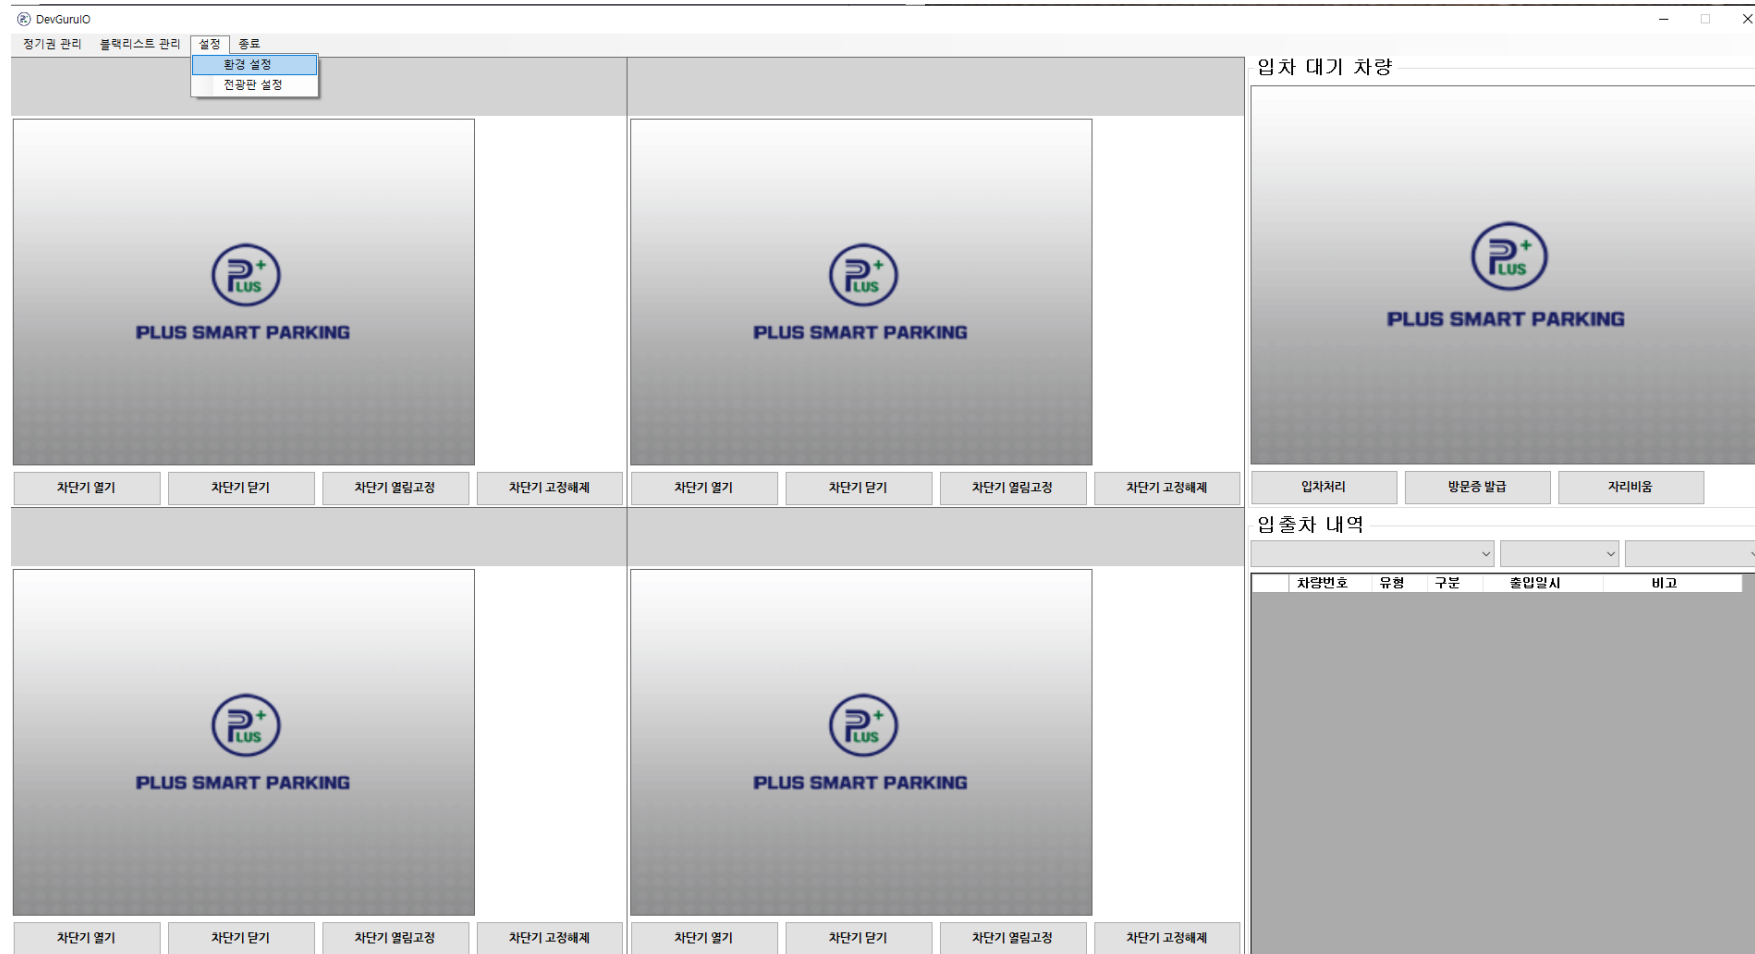 DevGuruIO
정기권 관리 블랙리스트 관리 설정 종료
환경 설정
전광판 설정
입차 대기 차량
PLUS
PLUS SMART PARKING
PLUS
PLUS SMART PARKING
PLUS
PLUS SMART PARKING
차단기 열기 차단기 닫기 차단기 열림고정 차단기 고정해제
차단기 열기 차단기 닫기 차단기 열림고정 차단기 고정해제
입차처리 방문증 발급 자리비움
입출차 내역
차량번호 유형 구분 출입일시 비고
PLUS
PLUS SMART PARKING
PLUS
PLUS SMART PARKING
차단기 열기 차단기 닫기 차단기 열림고정 차단기 고정해제
차단기 열기 차단기 닫기 차단기 열림고정 차단기 고정해제